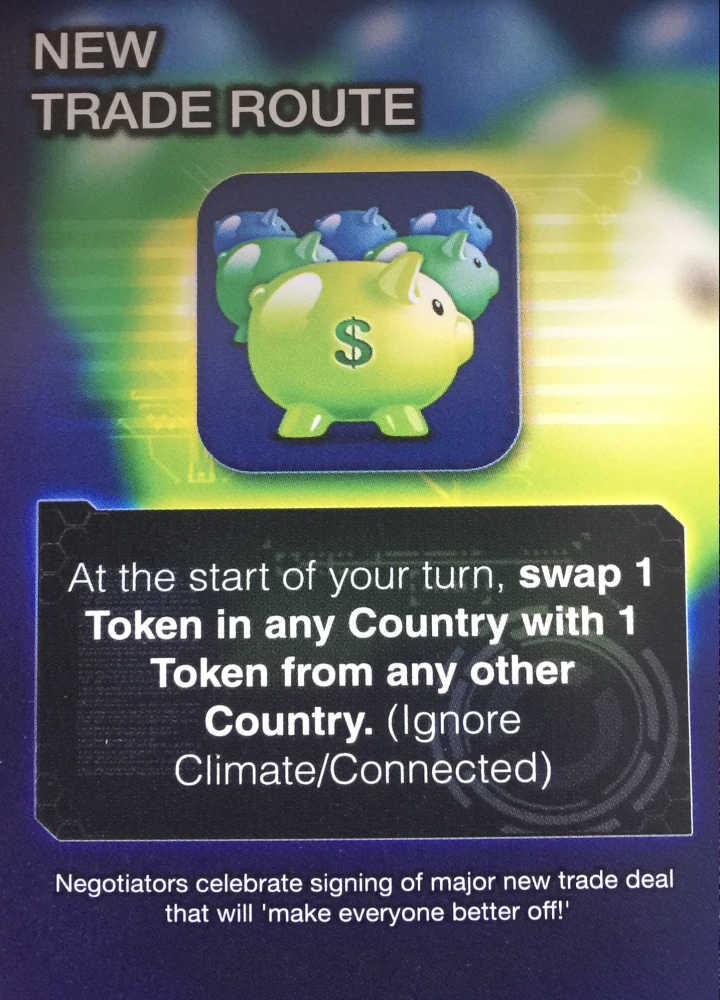 NEW
TRADE ROUTE
$
At the start of your turn, swap 1
Token in any Country with 1
Token from any other
Country. (Ignore
Climate/Connected)
Negotiators celebrate signing of major new trade deal
that will 'make everyone better off!'